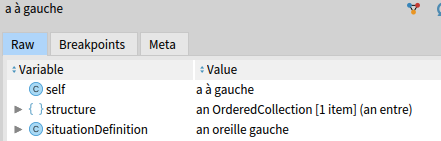 a à gauche
Raw Breakpoints Meta
Variable Value
self a à gauche
structure an OrderedCollection [1 item] (an entre)
situationDefinition an oreille gauche